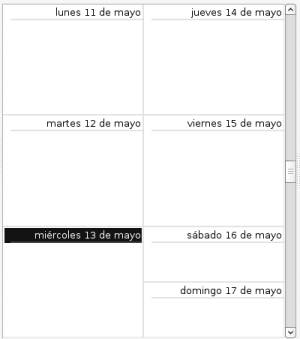 lunes 11 de mayo
martes 12 de mayo
miércoles 13 de mayo
jueves 14 de mayo
viernes 15 de mayo
sábado 16 de mayo
domingo 17 de mayo